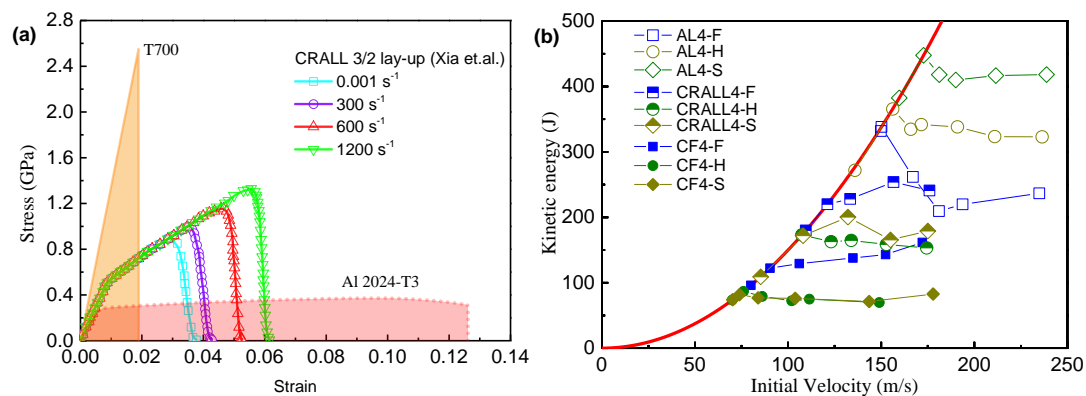 (a)
2.8
2.4
2.0
1.6
1.2
0.8
0.4
0.0
Stress (GPa)
T700
CRALL 3/2 lay-up (Xia et.al.)
0.001 s⁻¹
300 s⁻¹
600 s⁻¹
1200 s⁻¹
Al 2024-T3
0.00 0.02 0.04 0.06 0.08 0.10 0.12 0.14
Strain
(b)
500
400
300
200
100
0
Kinetic energy (J)
AL4-F
AL4-H
AL4-S
CRALL4-F
CRALL4-H
CRALL4-S
CF4-F
CF4-H
CF4-S
0 50 100 150 200 250
Initial Velocity (m/s)